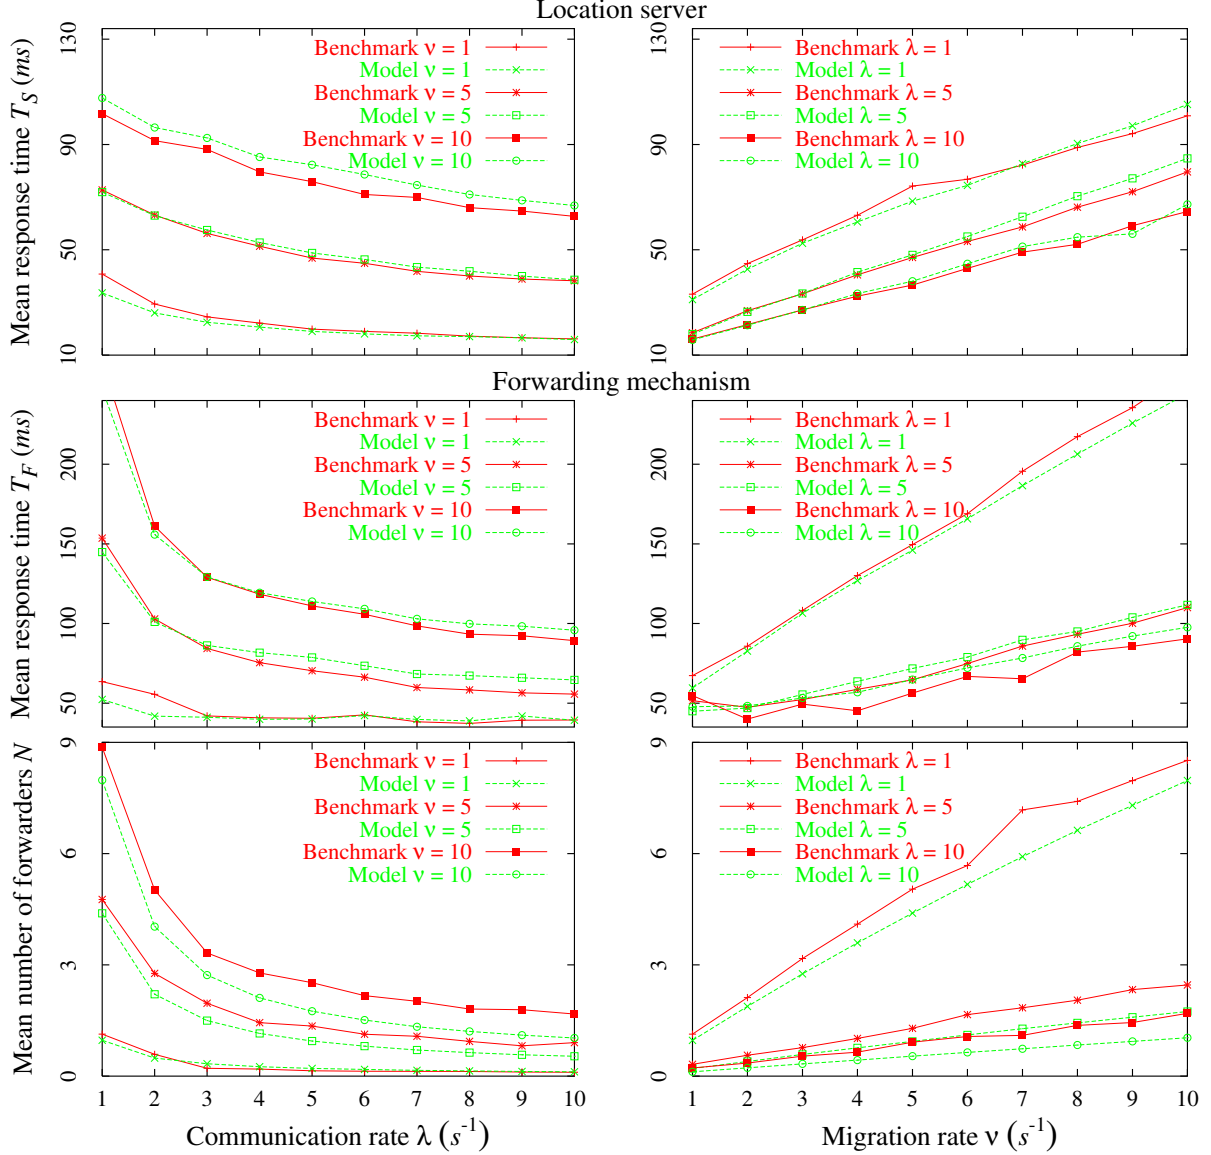 Location server
Mean response time T_S (ms)
130
90
50
10
Benchmark ν = 1
Model ν = 1
Benchmark ν = 5
Model ν = 5
Benchmark ν = 10
Model ν = 10
130
90
50
10
Benchmark λ = 1
Model λ = 1
Benchmark λ = 5
Model λ = 5
Benchmark λ = 10
Model λ = 10
Forwarding mechanism
Mean response time T_F (ms)
200
150
100
50
Benchmark ν = 1
Model ν = 1
Benchmark ν = 5
Model ν = 5
Benchmark ν = 10
Model ν = 10
200
150
100
50
Benchmark λ = 1
Model λ = 1
Benchmark λ = 5
Model λ = 5
Benchmark λ = 10
Model λ = 10
Mean number of forwarders N
9
6
3
0
Benchmark ν = 1
Model ν = 1
Benchmark ν = 5
Model ν = 5
Benchmark ν = 10
Model ν = 10
1 2 3 4 5 6 7 8 9 10
Communication rate λ (s⁻¹)
9
6
3
0
Benchmark λ = 1
Model λ = 1
Benchmark λ = 5
Model λ = 5
Benchmark λ = 10
Model λ = 10
1 2 3 4 5 6 7 8 9 10
Migration rate ν (s⁻¹)